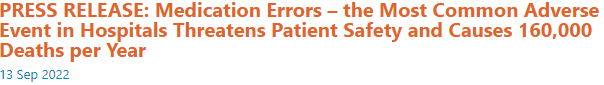 PRESS RELEASE: Medication Errors – the Most Common Adverse
Event in Hospitals Threatens Patient Safety and Causes 160,000
Deaths per Year
13 Sep 2022